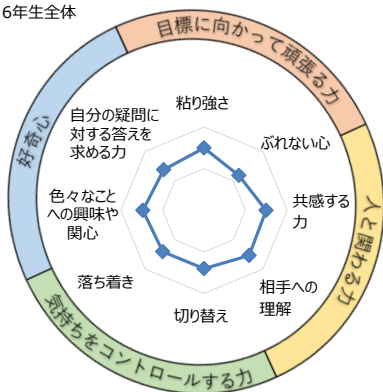 6年生全体
目標に向かって頑張る力
好奇心
人と関わる力
気持ちをコントロールする力
粘り強さ
ぶれない心
共感する
力
相手への
理解
切り替え
落ち着き
色々なこと
への興味や
関心
自分の疑問に
対する答えを
求める力